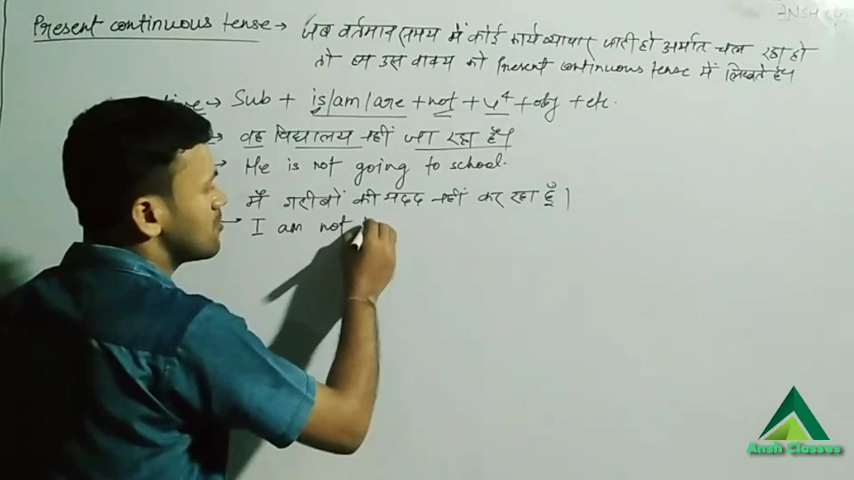 Present continuous tense → जब वर्तमान समय में कोई कार्य व्यापार जारी हो अर्थात चल रहा हो
तो हम उस वाक्य को Present continuous tense में लिखते हैं।
→ Sub + is/am/are + not + v⁴ + obj + etc.
→ वह विद्यालय नहीं जा रहा है।
→ He is not going to school.
मैं गरीबों की मदद नहीं कर रहा हूँ।
→ I am not
Ansh Classes